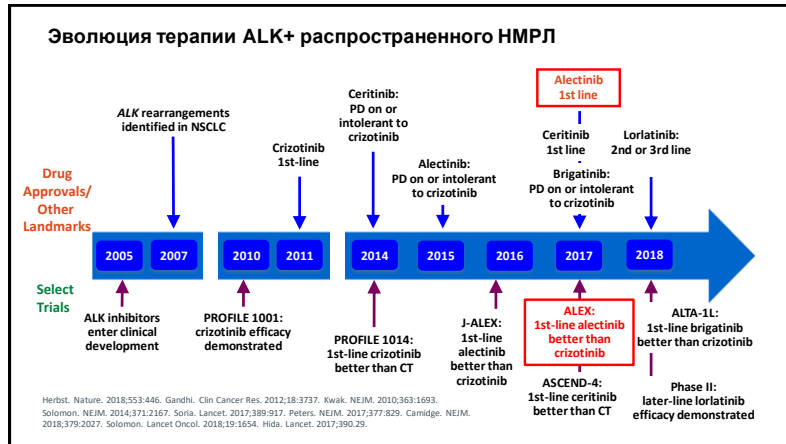 Эволюция терапии ALK+ распространенного НМРЛ
Drug
Approvals/
Other
Landmarks
ALK rearrangements
identified in NSCLC
Crizotinib
1st-line
Ceritinib:
PD on or
intolerant to
crizotinib
Alectinib:
PD on or intolerant
to crizotinib
Alectinib
1st line
Ceritinib
1st line
Brigatinib:
PD on or intolerant
to crizotinib
Lorlatinib:
2nd or 3rd line
2005
2007
2010
2011
2014
2015
2016
2017
2018
Select
Trials
ALK inhibitors
enter clinical
development
PROFILE 1001:
crizotinib efficacy
demonstrated
PROFILE 1014:
1st-line crizotinib
better than CT
J-ALEX:
1st-line
alectinib
better than
crizotinib
ALEX:
1st-line alectinib
better than
crizotinib
ASCEND-4:
1st-line ceritinib
better than CT
ALTA-1L:
1st-line brigatinib
better than crizotinib
Phase II:
later-line lorlatinib
efficacy demonstrated
Herbst. Nature. 2018;553:446. Gandhi. Clin Cancer Res. 2012;18:3737. Kwak. NEJM. 2010;363:1693.
Solomon. NEJM. 2014;371:2167. Soria. Lancet. 2017;389:917. Peters. NEJM. 2017;377:829. Camidge. NEJM.
2018;379:2027. Solomon. Lancet Oncol. 2018;19:1654. Hida. Lancet. 2017;390.29.